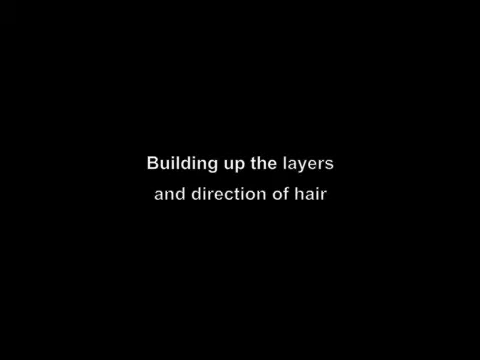 Building up the layers
and direction of hair